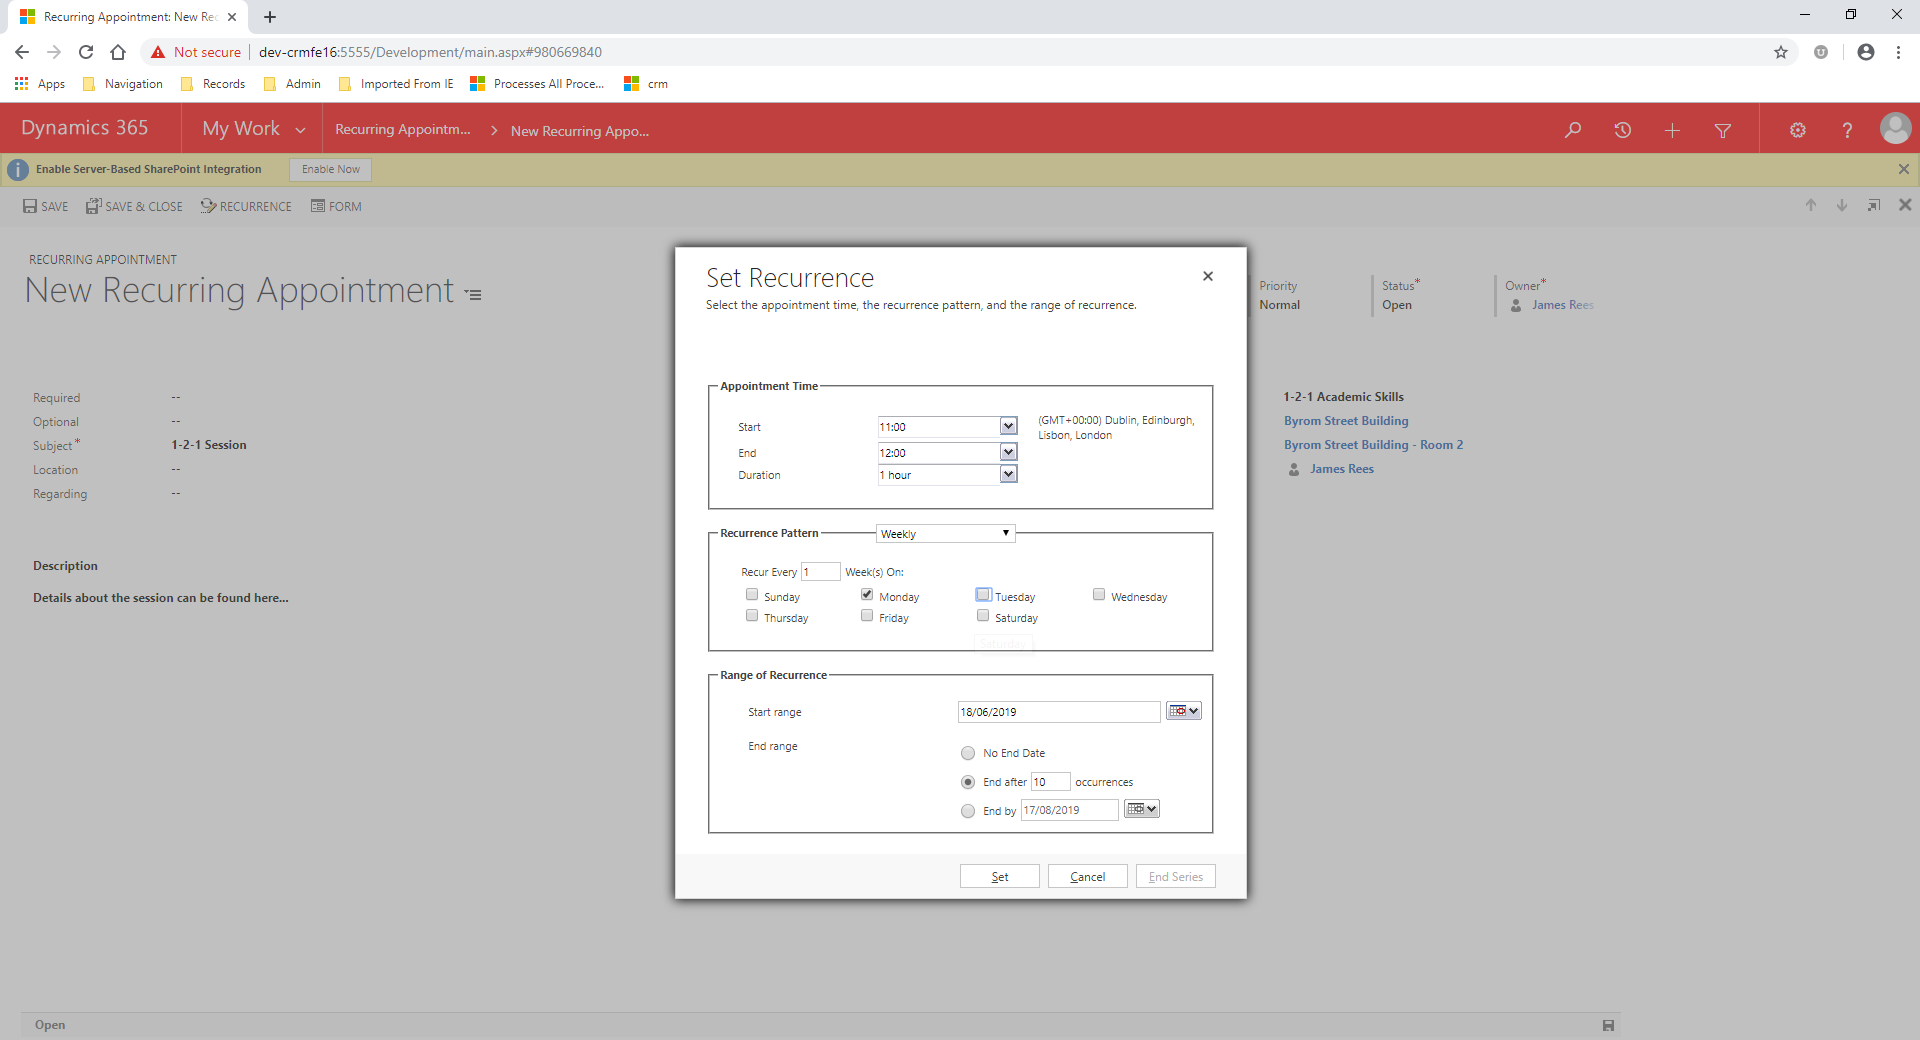 Recurring Appointment: New Rec
Not secure dev-crmfe16:5555/Development/main.aspx#980669840
Apps Navigation Records Admin Imported From IE Processes All Proce... crm
Dynamics 365 My Work Recurring Appointm... > New Recurring Appo... ?
Enable Server-Based SharePoint Integration Enable Now
SAVE SAVE & CLOSE RECURRENCE FORM
RECURRING APPOINTMENT
New Recurring Appointment
Priority Status* Owner*
Normal Open James Rees
Required --
Optional --
Subject* 1-2-1 Session
Location --
Regarding --
Description
Details about the session can be found here...
Set Recurrence
Select the appointment time, the recurrence pattern, and the range of recurrence.
Appointment Time
Start 11:00 (GMT+00:00) Dublin, Edinburgh,
Lisbon, London
End 12:00
Duration 1 hour
Recurrence Pattern Weekly
Recur Every 1 Week(s) On:
Sunday Monday Tuesday Wednesday
Thursday Friday Saturday
Saturday
Range of Recurrence
Start range 18/06/2019
End range
No End Date
End after 10 occurrences
End by 17/08/2019
Set Cancel End Series
1-2-1 Academic Skills
Byrom Street Building
Byrom Street Building - Room 2
James Rees
Open